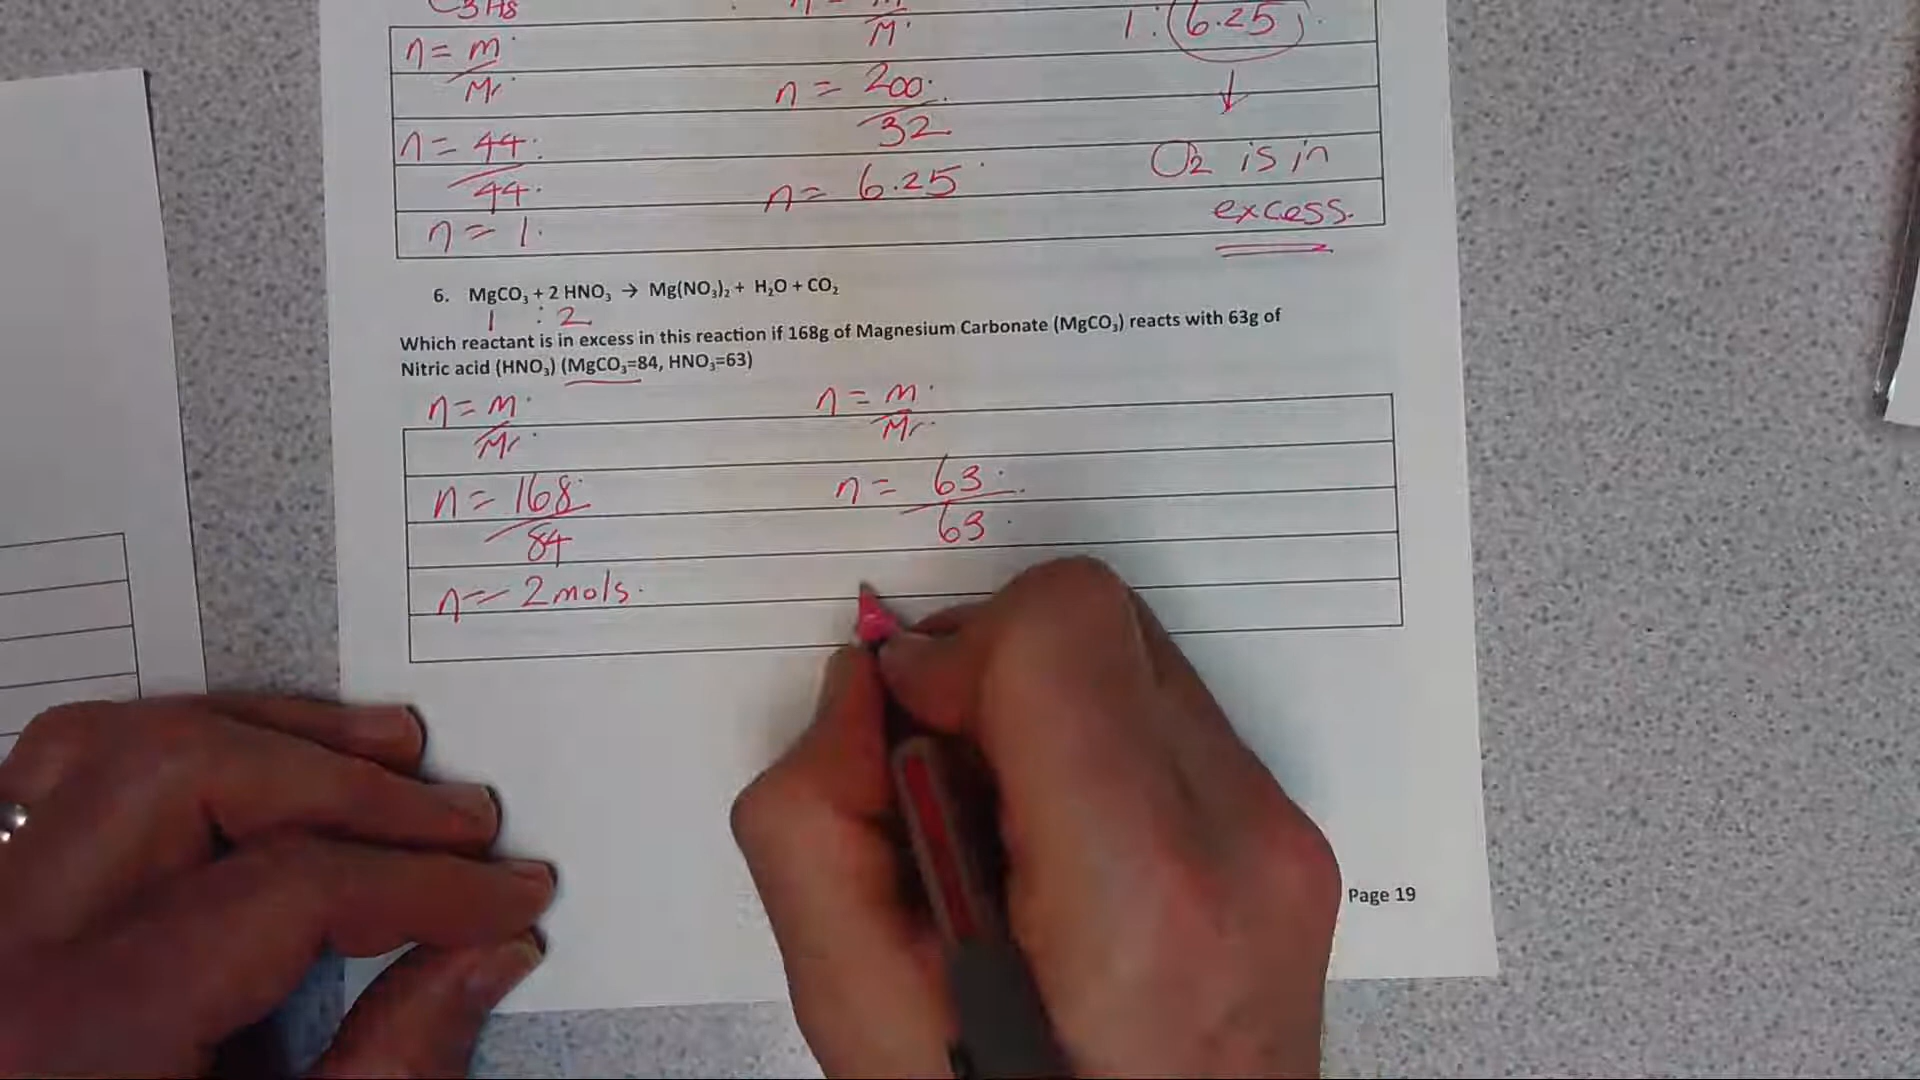 C3H8
n = m
M
1 : 6.25
n = m
Mr
n = 200
32
n = 44
44
O2 is in
n = 6.25
excess.
n = 1
6. MgCO₃ + 2 HNO₃ → Mg(NO₃)₂ + H₂O + CO₂
1 : 2
Which reactant is in excess in this reaction if 168g of Magnesium Carbonate (MgCO₃) reacts with 63g of
Nitric acid (HNO₃) (MgCO₃=84, HNO₃=63)
n = m n = m
Mr Mr
n = 168 n = 63
84 63
n = 2 mols.
Page 19